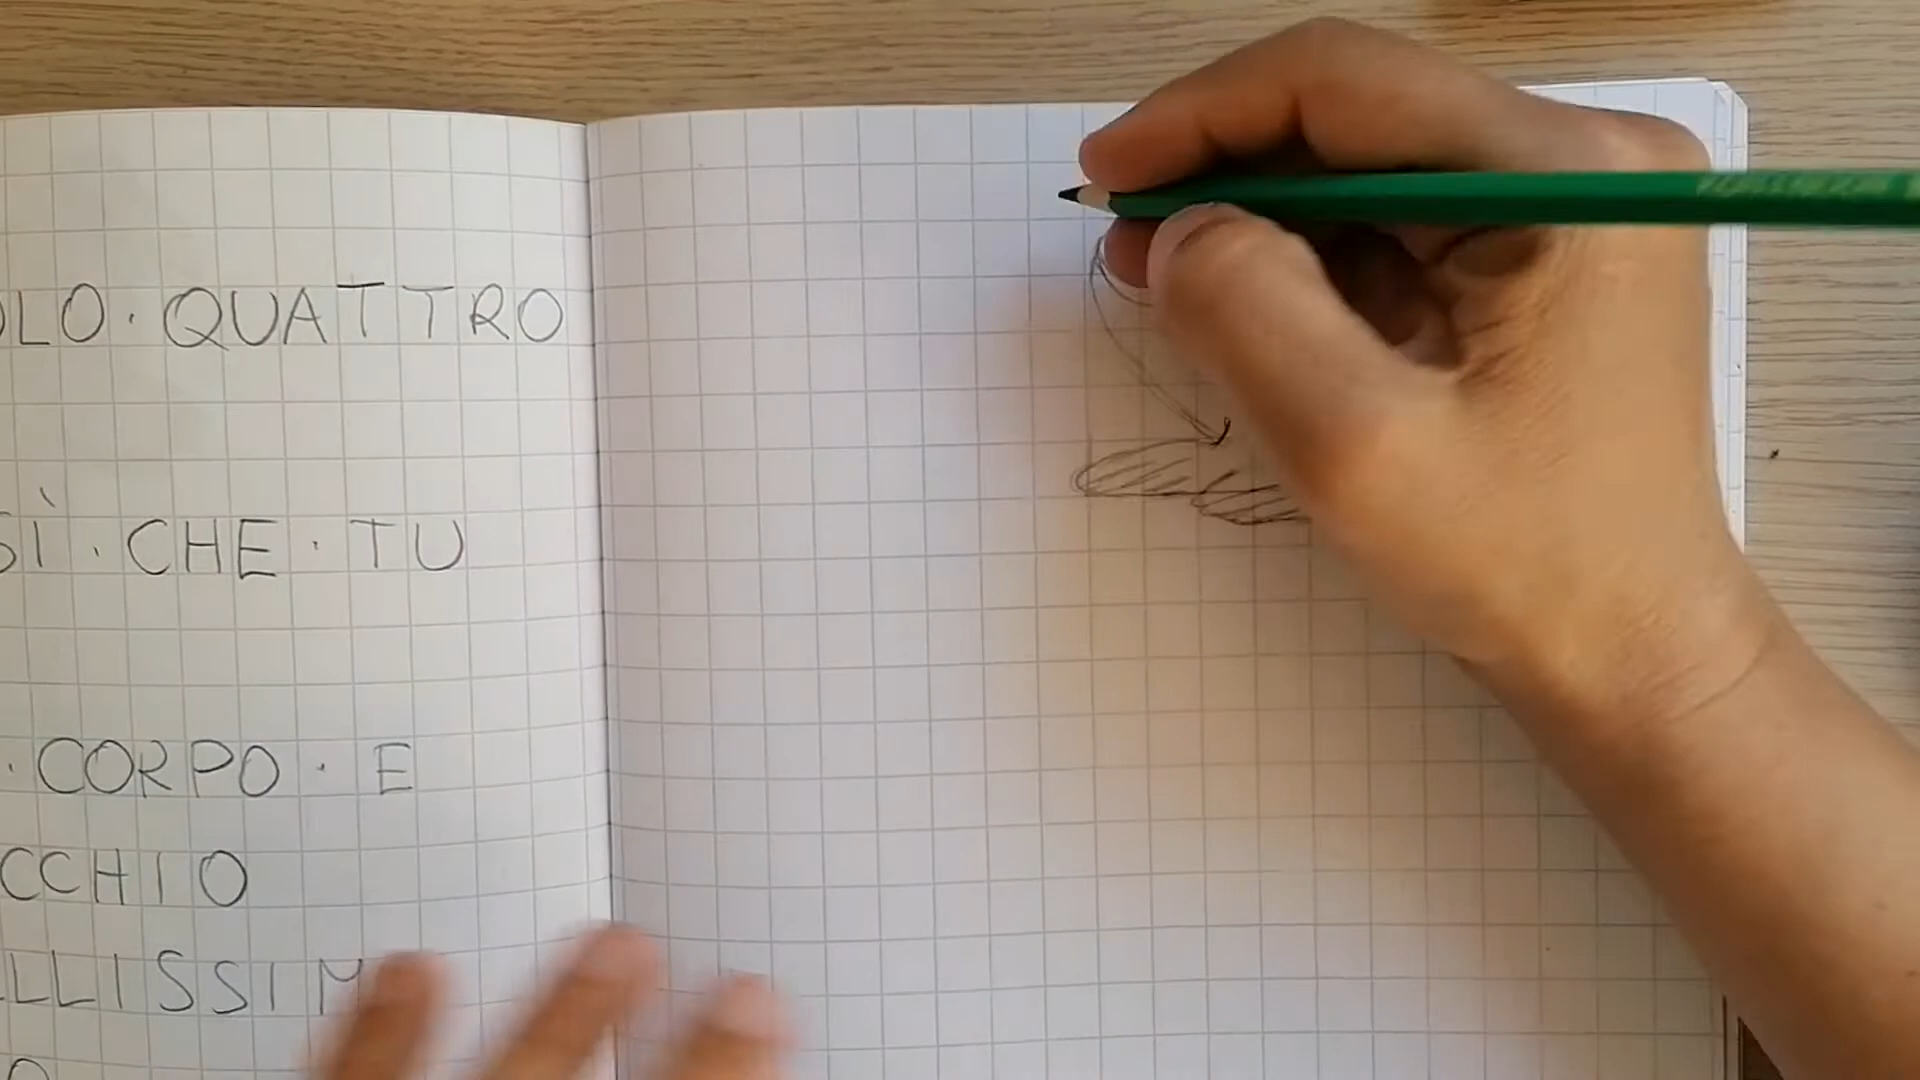 OLO · QUATTRO
SÌ · CHE · TU
· CORPO · E
CCHIO
LLISSIM